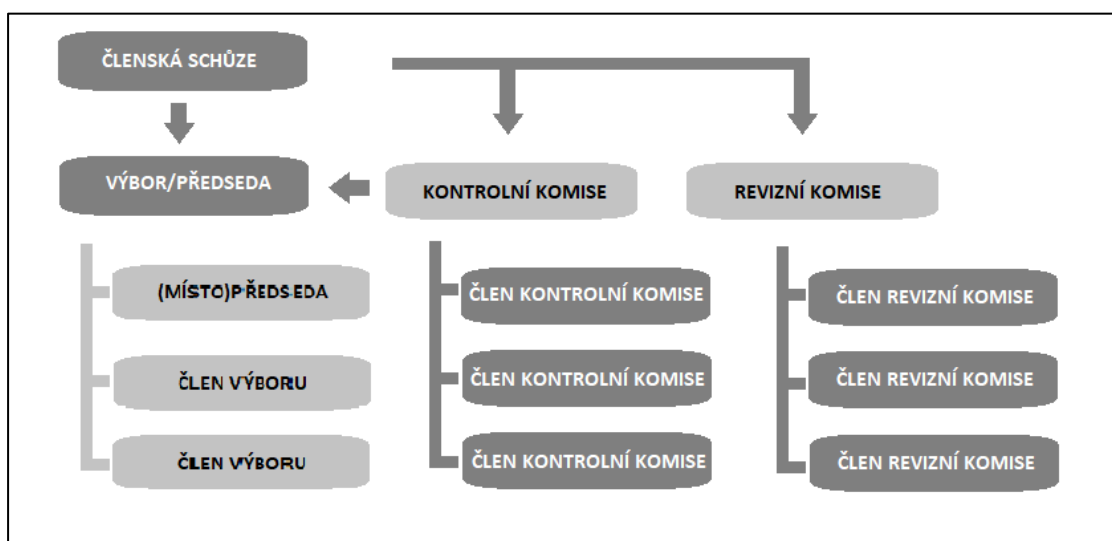 ČLENSKÁ SCHŮZE
VÝBOR/PŘEDSEDA
KONTROLNÍ KOMISE
REVIZNÍ KOMISE
(MÍSTO)PŘEDSEDA
ČLEN KONTROLNÍ KOMISE
ČLEN REVIZNÍ KOMISE
ČLEN VÝBORU
ČLEN KONTROLNÍ KOMISE
ČLEN REVIZNÍ KOMISE
ČLEN VÝBORU
ČLEN KONTROLNÍ KOMISE
ČLEN REVIZNÍ KOMISE